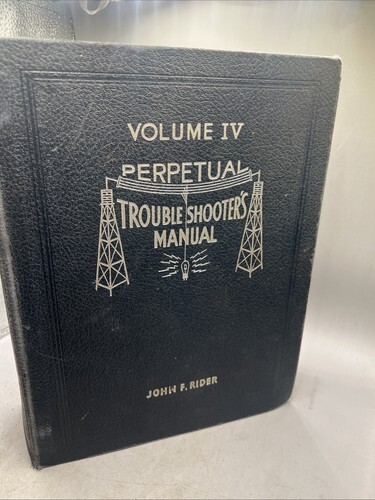 VOLUME IV
PERPETUAL
TROUBLE SHOOTER'S
MANUAL
JOHN F. RIDER